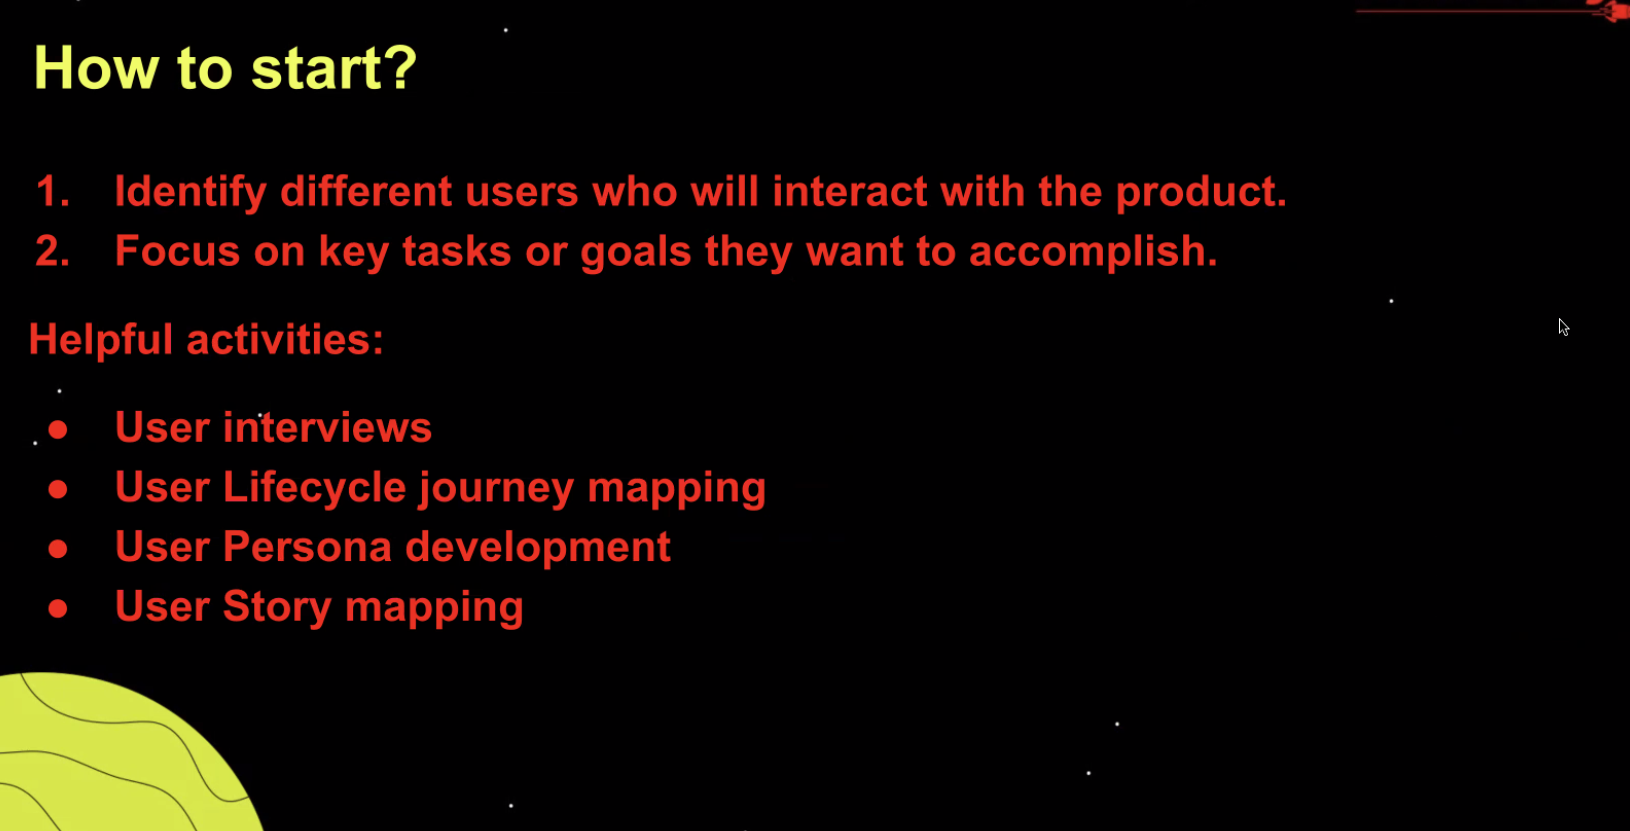 How to start?
1. Identify different users who will interact with the product.
2. Focus on key tasks or goals they want to accomplish.
Helpful activities:
● User interviews
● User Lifecycle journey mapping
● User Persona development
● User Story mapping